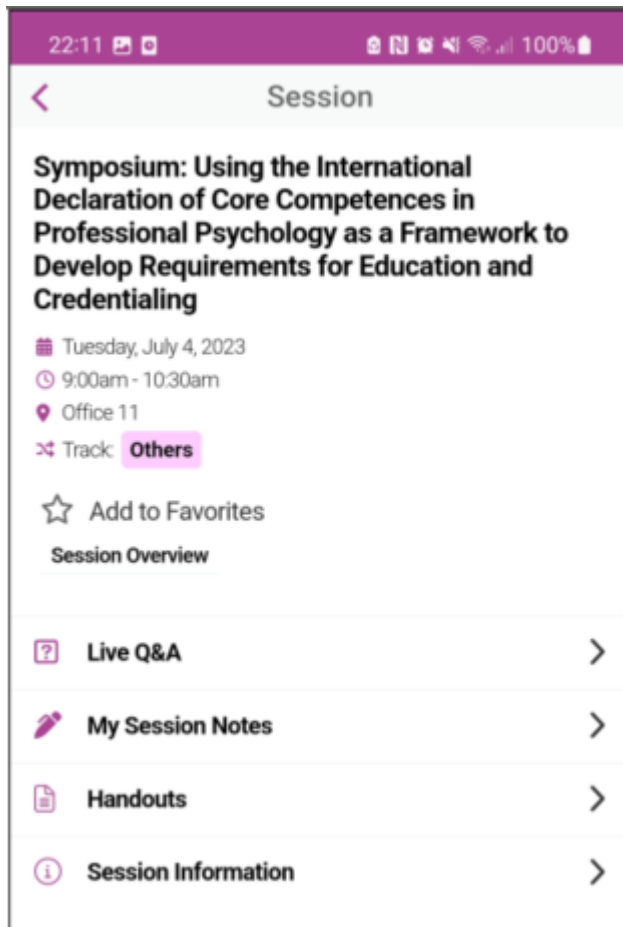 22:11 100%
Session
Symposium: Using the International
Declaration of Core Competences in
Professional Psychology as a Framework to
Develop Requirements for Education and
Credentialing
Tuesday, July 4, 2023
9:00am - 10:30am
Office 11
Track: Others
Add to Favorites
Session Overview
Live Q&A
My Session Notes
Handouts
Session Information